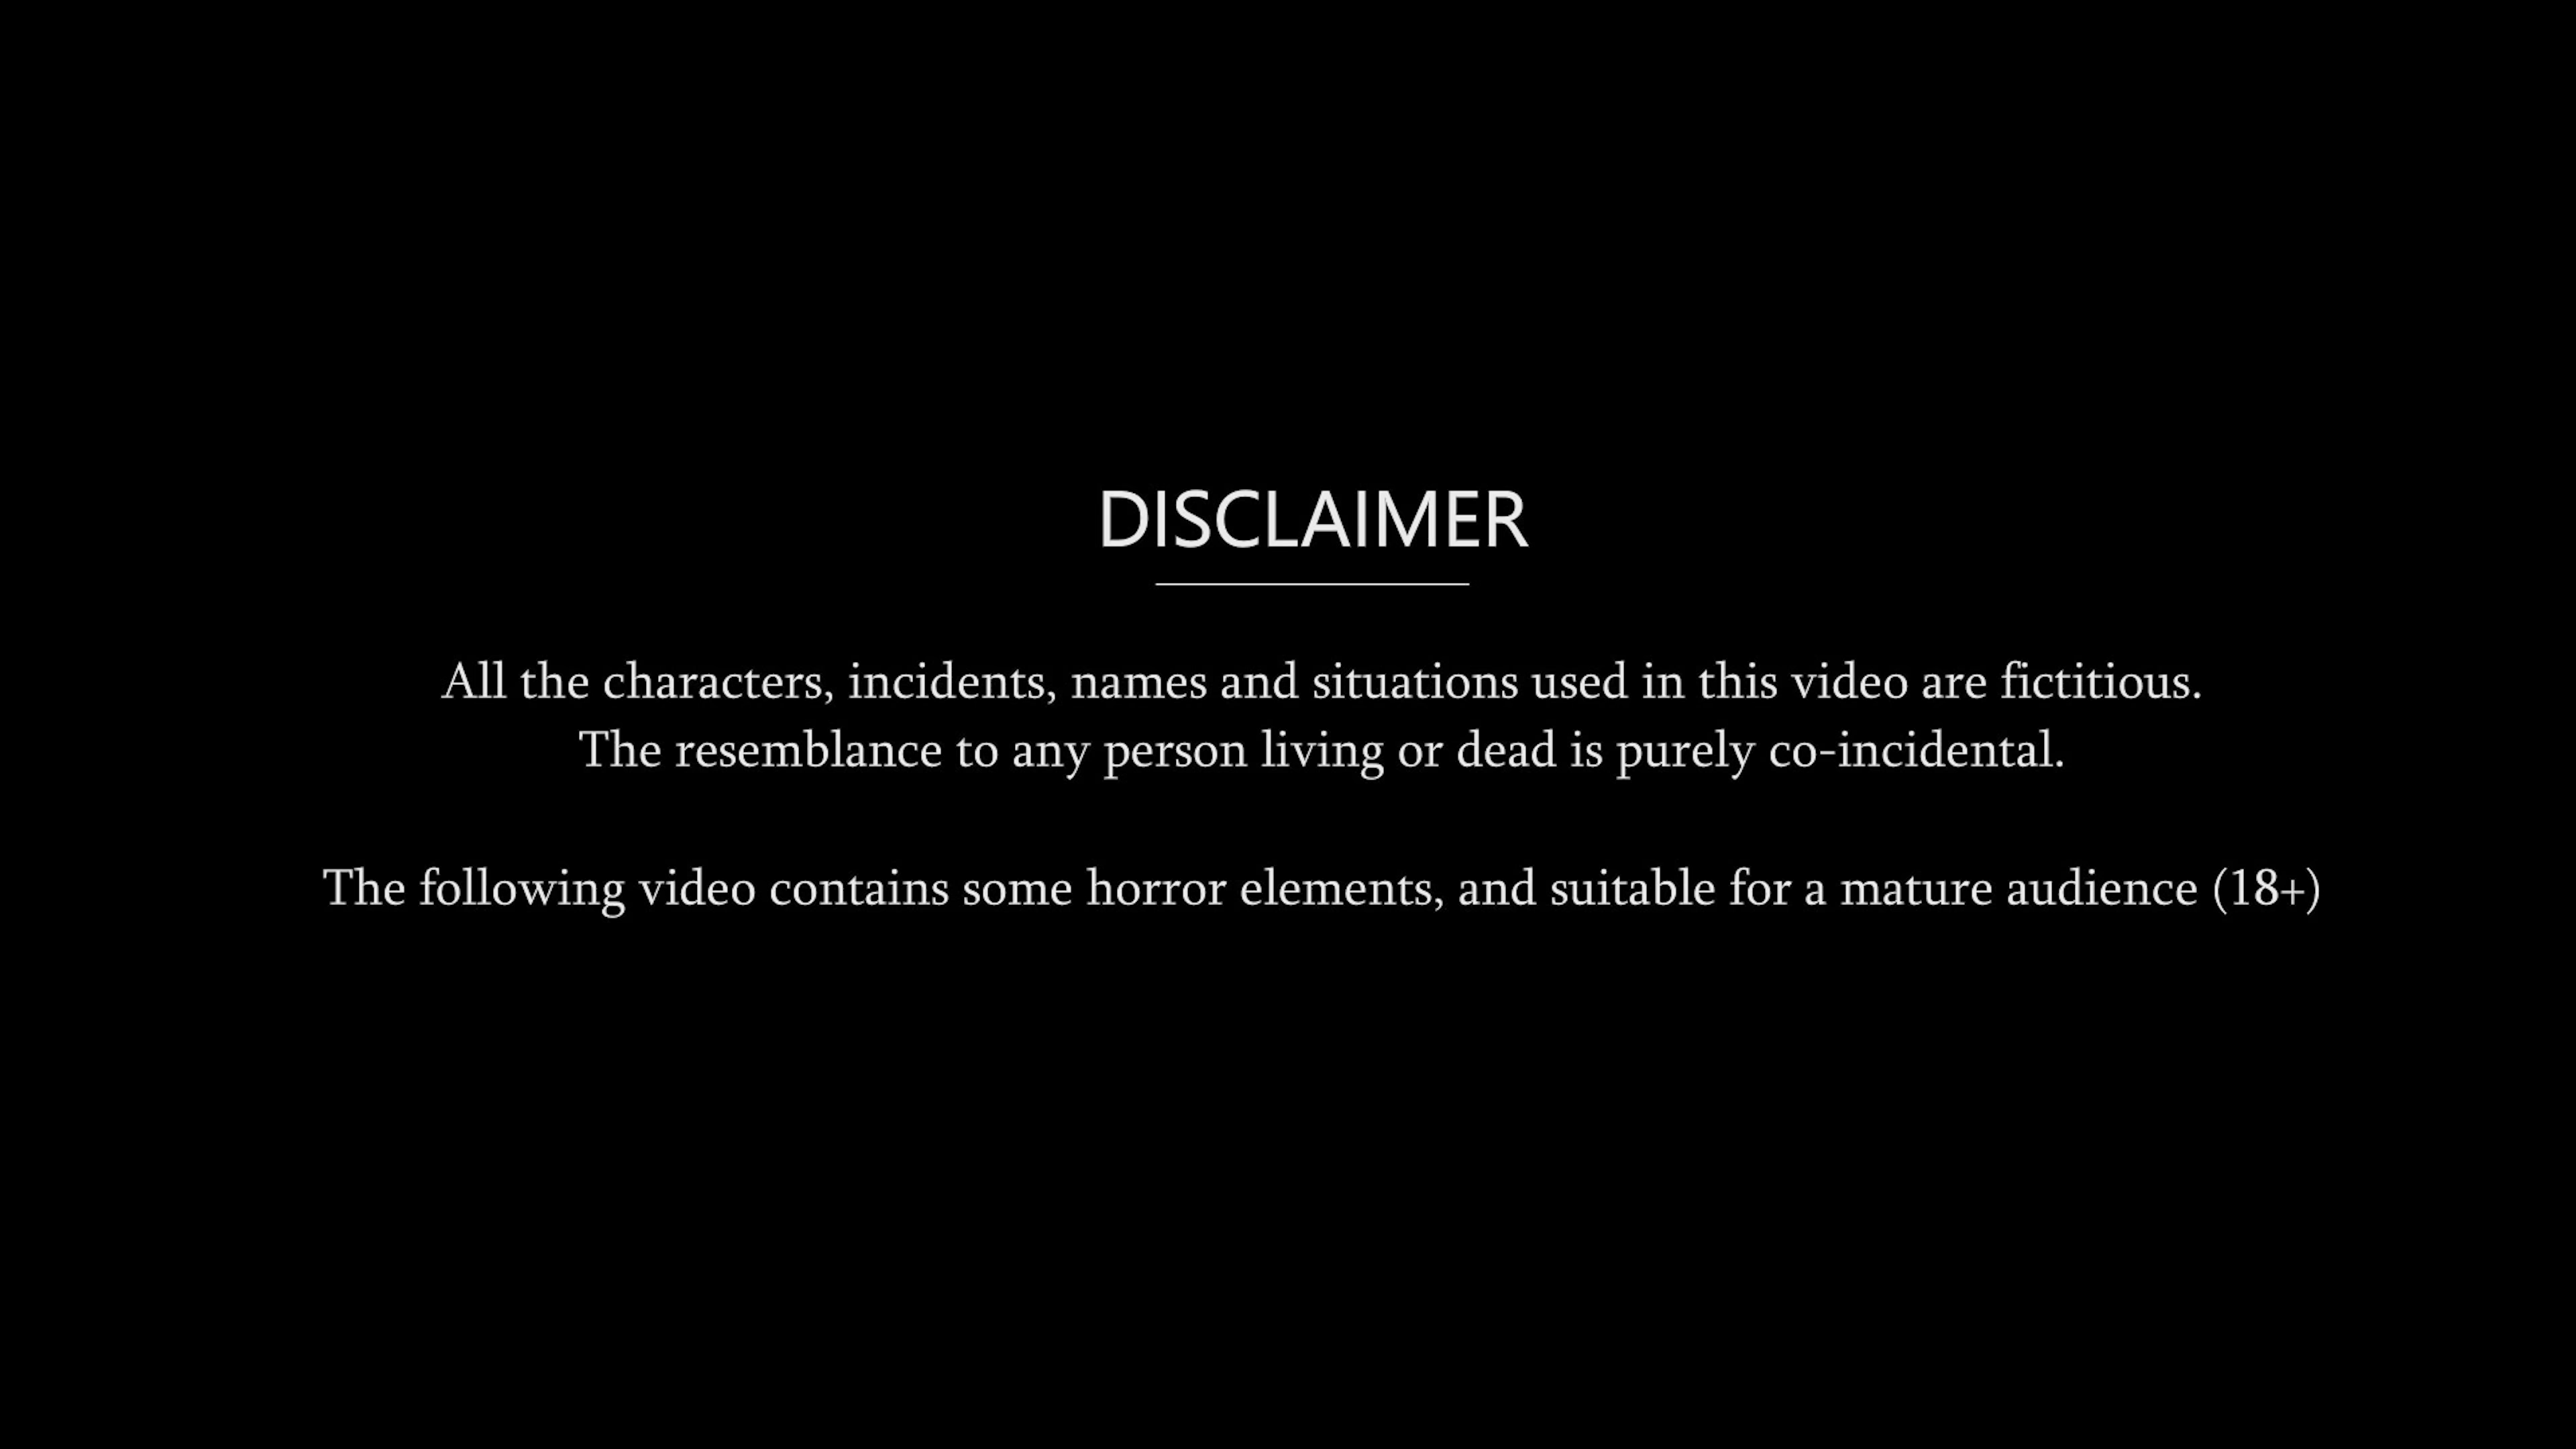 DISCLAIMER
All the characters, incidents, names and situations used in this video are fictitious.
The resemblance to any person living or dead is purely co-incidental.
The following video contains some horror elements, and suitable for a mature audience (18+)